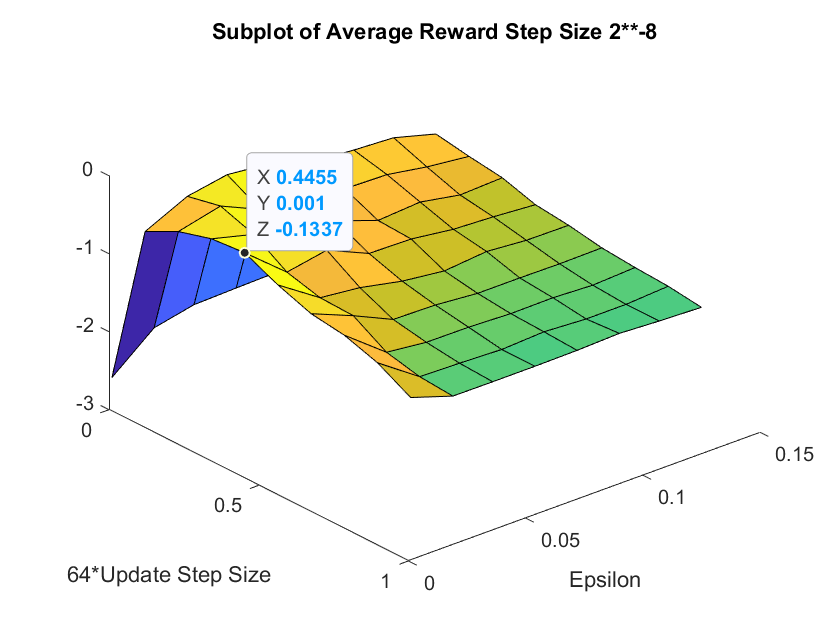 Subplot of Average Reward Step Size 2**-8
X 0.4455
Y 0.001
Z -0.1337
0
-1
-2
-3
0
0.5
1
64*Update Step Size
0
0.05
0.1
0.15
Epsilon